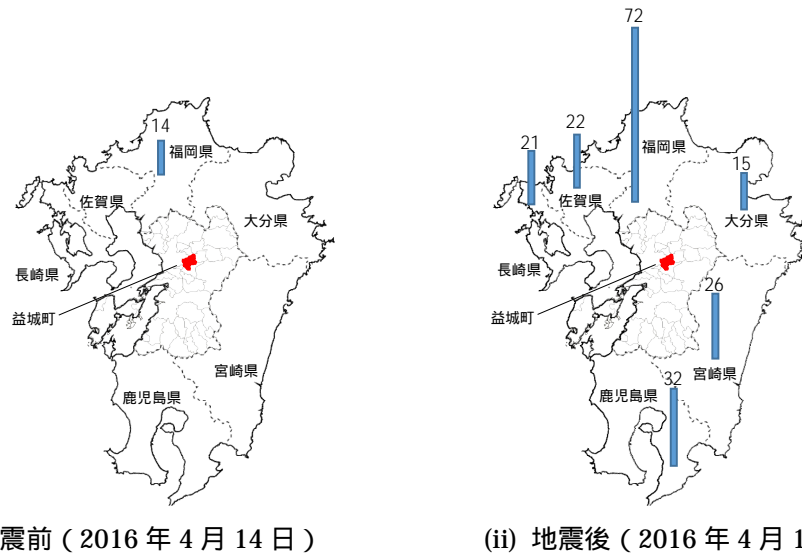 14
福岡県
佐賀県
大分県
長崎県
益城町
宮崎県
鹿児島県
震前（2016 年 4 月 14 日）
72
22
21
福岡県
15
佐賀県
大分県
長崎県
26
益城町
宮崎県
32
鹿児島県
(ii) 地震後（2016 年 4 月 1